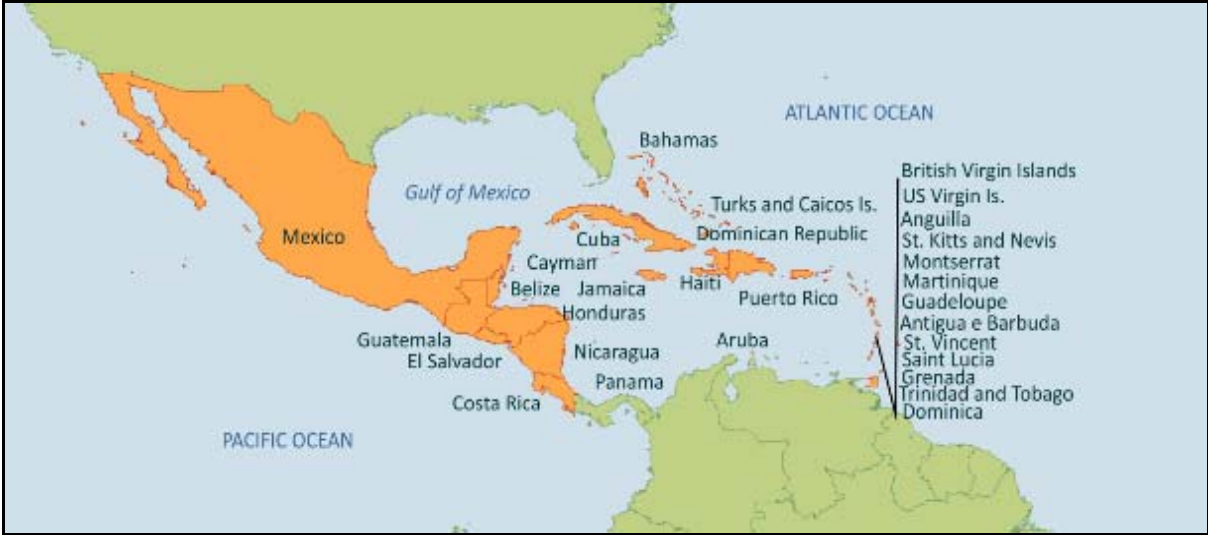 ATLANTIC OCEAN
Bahamas
British Virgin Islands
Gulf of Mexico
US Virgin Is.
Turks and Caicos Is.
Anguilla
Mexico
Cuba
Dominican Republic
St. Kitts and Nevis
Cayman
Montserrat
Belize
Jamaica
Haiti
Martinique
Puerto Rico
Guadeloupe
Honduras
Antigua e Barbuda
Guatemala
Aruba
St. Vincent
El Salvador
Nicaragua
Saint Lucia
Panama
Grenada
Costa Rica
Trinidad and Tobago
Dominica
PACIFIC OCEAN